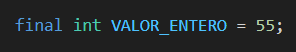 final int VALOR_ENTERO = 55;